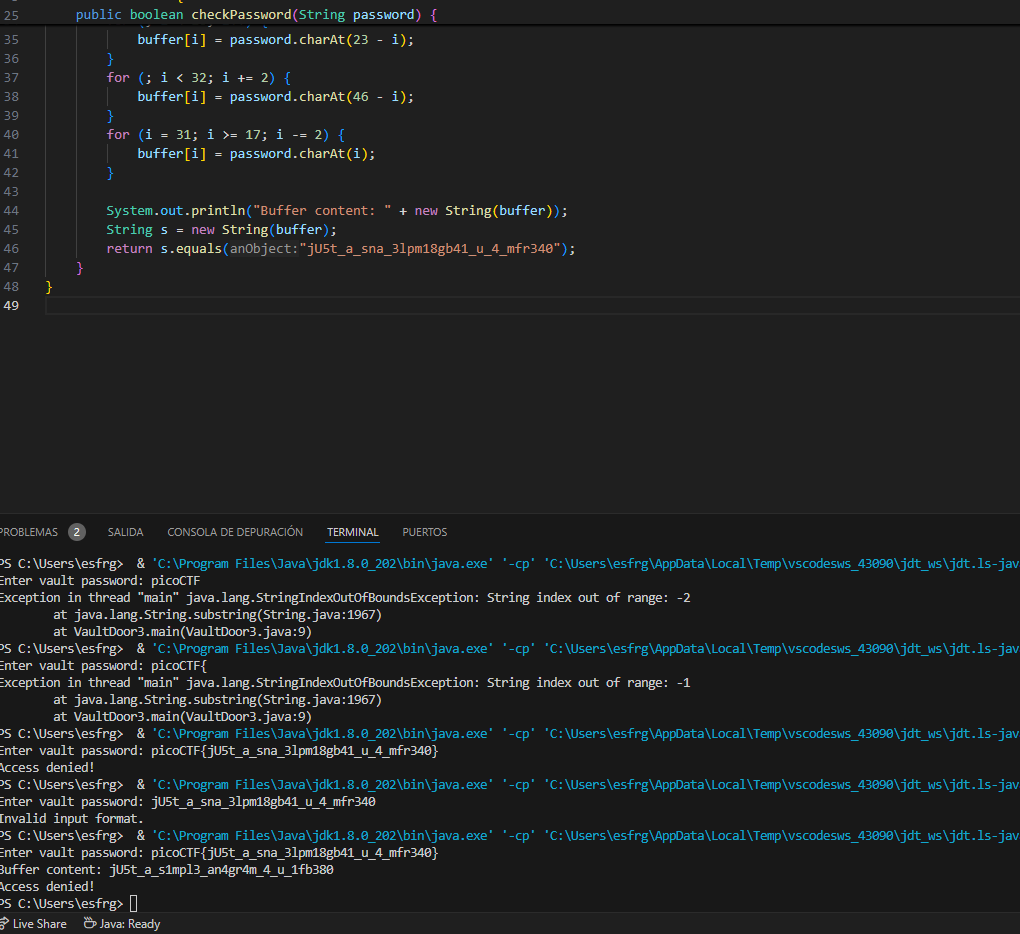 25 public boolean checkPassword(String password) {
35 buffer[i] = password.charAt(23 - i);
36 }
37 for (; i < 32; i += 2) {
38 buffer[i] = password.charAt(46 - i);
39 }
40 for (i = 31; i >= 17; i -= 2) {
41 buffer[i] = password.charAt(i);
42 }
43
44 System.out.println("Buffer content: " + new String(buffer));
45 String s = new String(buffer);
46 return s.equals(anObject:"jU5t_a_sna_3lpm18gb41_u_4_mfr340");
47 }
48 }
49
PROBLEMAS 2 SALIDA CONSOLA DE DEPURACIÓN TERMINAL PUERTOS
PS C:\Users\esfrg> & 'C:\Program Files\Java\jdk1.8.0_202\bin\java.exe' '-cp' 'C:\Users\esfrg\AppData\Local\Temp\vscodesws_43090\jdt_ws\jdt.ls-jav
Enter vault password: picoCTF
Exception in thread "main" java.lang.StringIndexOutOfBoundsException: String index out of range: -2
at java.lang.String.substring(String.java:1967)
at VaultDoor3.main(VaultDoor3.java:9)
PS C:\Users\esfrg> & 'C:\Program Files\Java\jdk1.8.0_202\bin\java.exe' '-cp' 'C:\Users\esfrg\AppData\Local\Temp\vscodesws_43090\jdt_ws\jdt.ls-jav
Enter vault password: picoCTF{
Exception in thread "main" java.lang.StringIndexOutOfBoundsException: String index out of range: -1
at java.lang.String.substring(String.java:1967)
at VaultDoor3.main(VaultDoor3.java:9)
PS C:\Users\esfrg> & 'C:\Program Files\Java\jdk1.8.0_202\bin\java.exe' '-cp' 'C:\Users\esfrg\AppData\Local\Temp\vscodesws_43090\jdt_ws\jdt.ls-jav
Enter vault password: picoCTF{jU5t_a_sna_3lpm18gb41_u_4_mfr340}
Access denied!
PS C:\Users\esfrg> & 'C:\Program Files\Java\jdk1.8.0_202\bin\java.exe' '-cp' 'C:\Users\esfrg\AppData\Local\Temp\vscodesws_43090\jdt_ws\jdt.ls-jav
Enter vault password: jU5t_a_sna_3lpm18gb41_u_4_mfr340
Invalid input format.
PS C:\Users\esfrg> & 'C:\Program Files\Java\jdk1.8.0_202\bin\java.exe' '-cp' 'C:\Users\esfrg\AppData\Local\Temp\vscodesws_43090\jdt_ws\jdt.ls-jav
Enter vault password: picoCTF{jU5t_a_sna_3lpm18gb41_u_4_mfr340}
Buffer content: jU5t_a_s1mpl3_an4gr4m_4_u_1fb380
Access denied!
PS C:\Users\esfrg>
Live Share Java: Ready